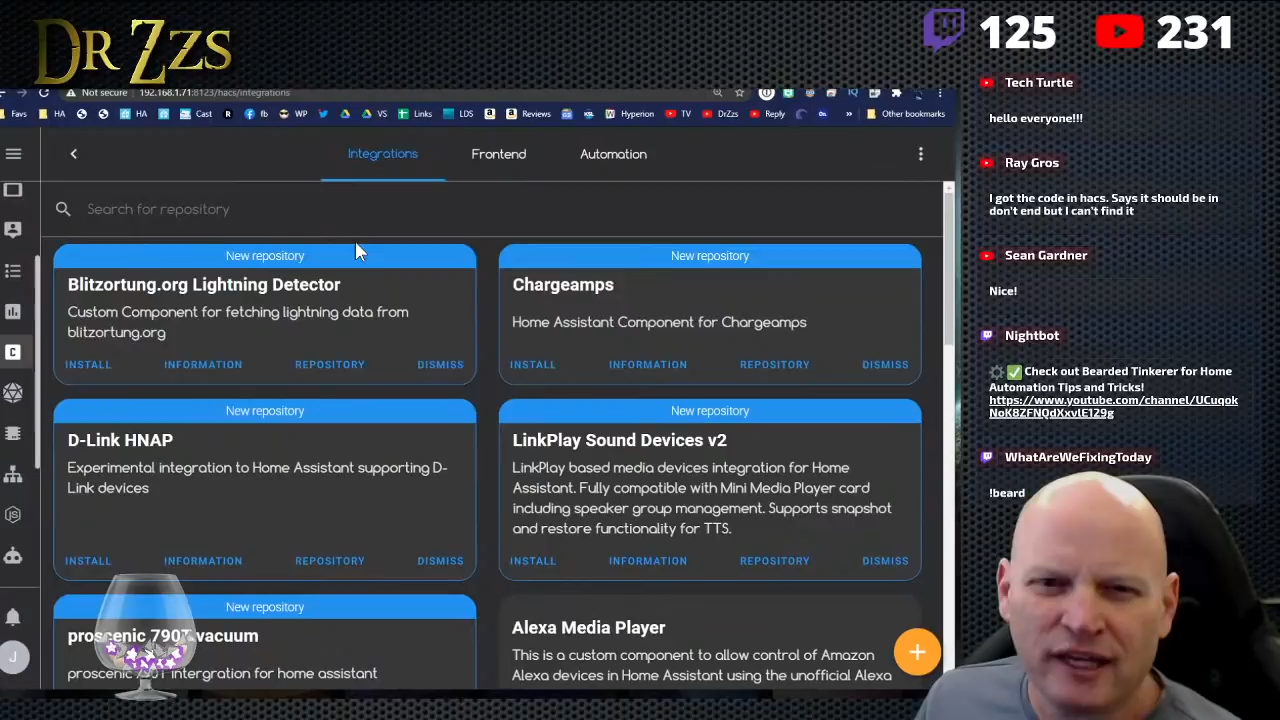 DR ZZS
125
231
Not secure
192.168.1.71:8123/hacs/integrations
Favs
HA
HA
Cast
fb
WP
VS
Links
LDS
Reviews
Hyperion
TV
DrZzs
Reply
Other bookmarks
Integrations
Frontend
Automation
Search for repository
New repository
Blitzortung.org Lightning Detector
Custom Component for fetching lightning data from
blitzortung.org
INSTALL
INFORMATION
REPOSITORY
DISMISS
New repository
Chargeamps
Home Assistant Component for Chargeamps
INSTALL
INFORMATION
REPOSITORY
DISMISS
New repository
D-Link HNAP
Experimental integration to Home Assistant supporting D-
Link devices
INSTALL
INFORMATION
REPOSITORY
DISMISS
New repository
LinkPlay Sound Devices v2
LinkPlay based media devices integration for Home
Assistant. Fully compatible with Mini Media Player card
including speaker group management. Supports snapshot
and restore functionality for TTS.
INSTALL
INFORMATION
REPOSITORY
DISMISS
New repository
proscenic 790T vacuum
proscenic 790T intergration for home assistant
Alexa Media Player
This is a custom component to allow control of Amazon
Alexa devices in Home Assistant using the unofficial Alexa
J
Tech Turtle
hello everyone!!!
Ray Gros
I got the code in hacs. Says it should be in
don't end but I can't find it
Sean Gardner
Nice!
Nightbot
Check out Bearded Tinkerer for Home
Automation Tips and Tricks!
https://www.youtube.com/channel/UCuqok
NoK8ZFNQdXxvlE129g
WhatAreWeFixingToday
!beard